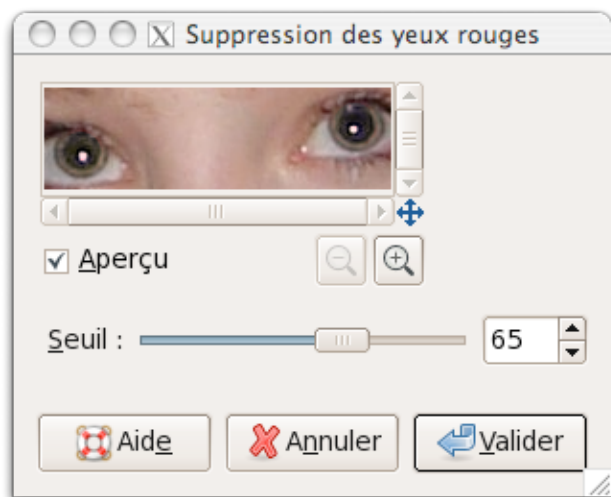 Suppression des yeux rouges
Aperçu
Seuil : 65
Aide Annuler Valider